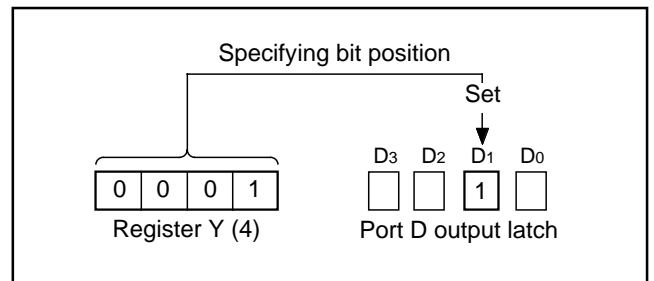 Specifying bit position
Set
D3 D2 D1 D0
0 0 0 1 1
Register Y (4) Port D output latch